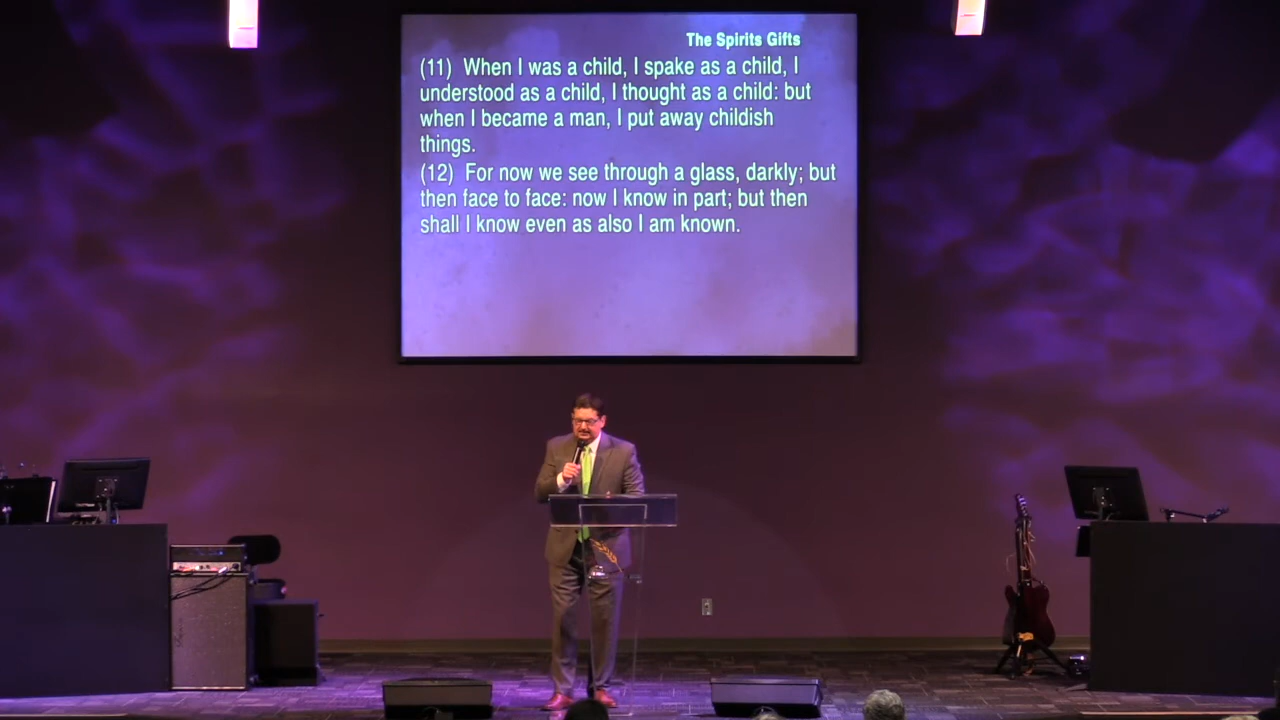 The Spirits Gifts
(11) When I was a child, I spake as a child, I
understood as a child, I thought as a child: but
when I became a man, I put away childish
things.
(12) For now we see through a glass, darkly; but
then face to face: now I know in part; but then
shall I know even as also I am known.